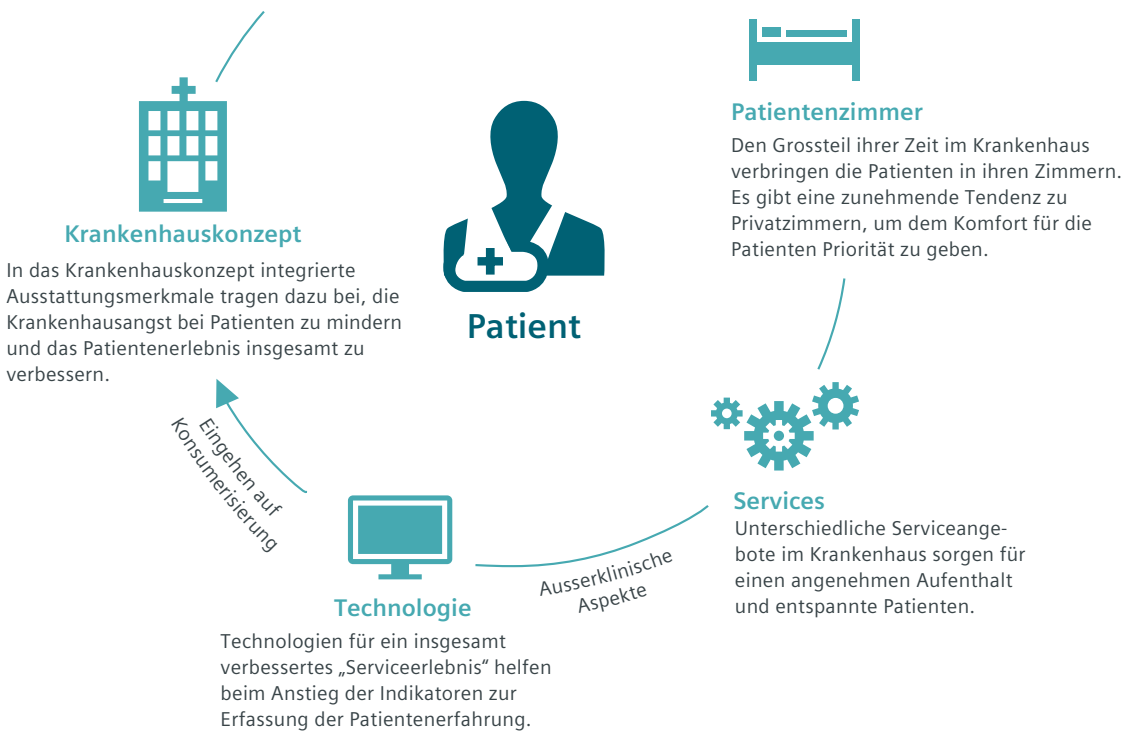 Patientenzimmer
Den Grossteil ihrer Zeit im Krankenhaus
verbringen die Patienten in ihren Zimmern.
Es gibt eine zunehmende Tendenz zu
Privatzimmern, um dem Komfort für die
Patienten Priorität zu geben.
Krankenhauskonzept
In das Krankenhauskonzept integrierte
Ausstattungsmerkmale tragen dazu bei, die
Krankenhausangst bei Patienten zu mindern
und das Patientenerlebnis insgesamt zu
verbessern.
Patient
Eingehen auf
Konsumerisierung
Services
Unterschiedliche Serviceange-
bote im Krankenhaus sorgen für
einen angenehmen Aufenthalt
und entspannte Patienten.
Ausserklinische
Aspekte
Technologie
Technologien für ein insgesamt
verbessertes „Serviceerlebnis“ helfen
beim Anstieg der Indikatoren zur
Erfassung der Patientenerfahrung.